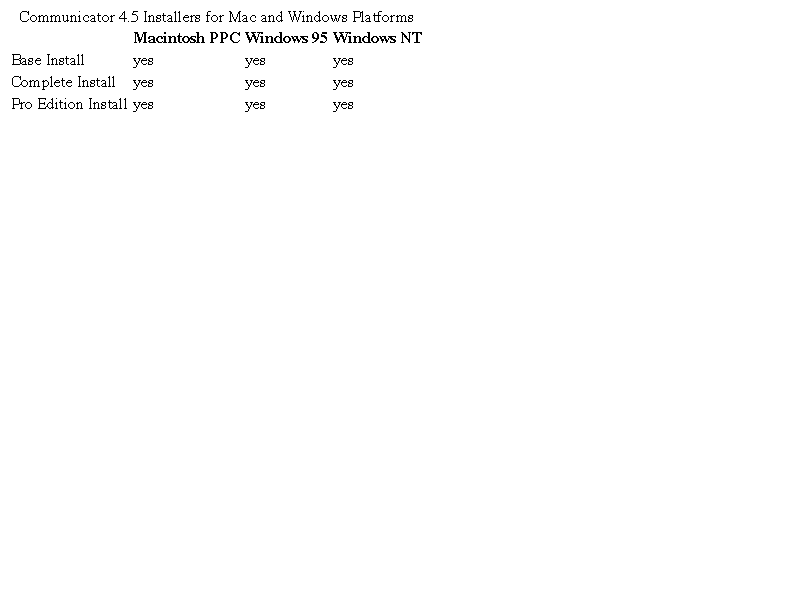 Communicator 4.5 Installers for Mac and Windows Platforms
Macintosh PPC Windows 95 Windows NT
Base Install yes yes yes
Complete Install yes yes yes
Pro Edition Install yes yes yes